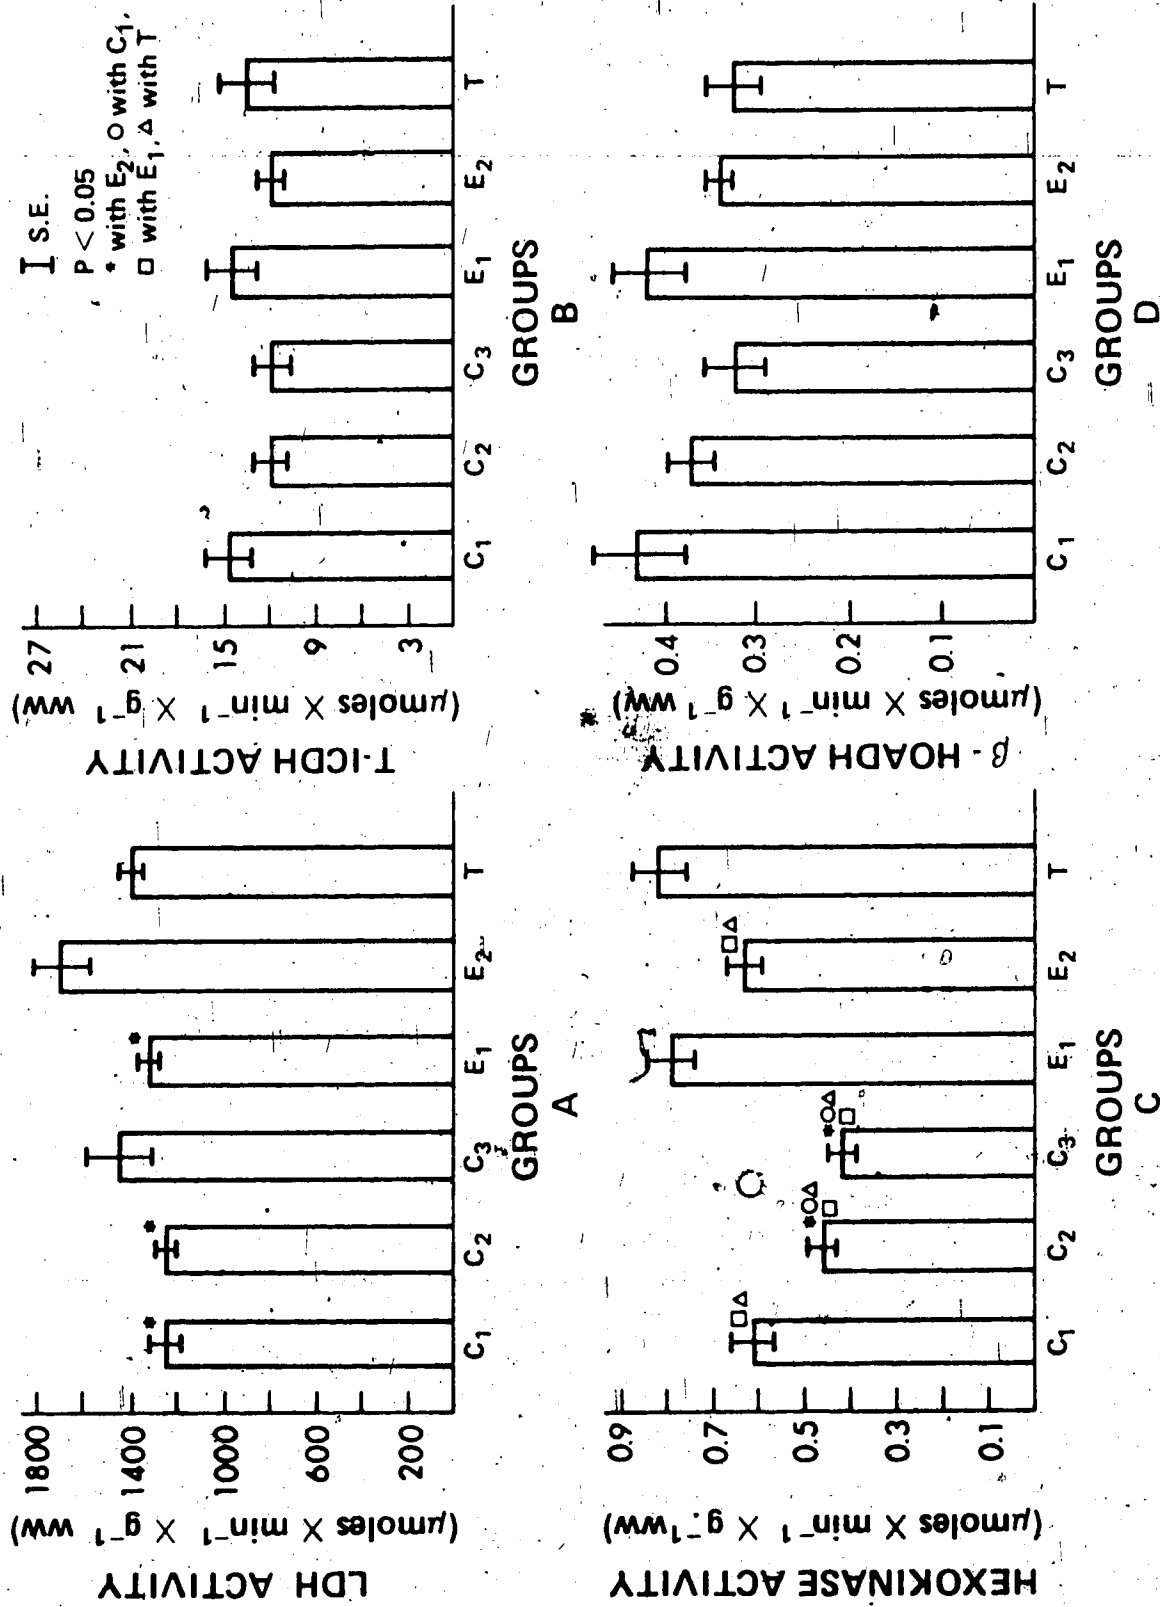 LDH ACTIVITY
(μmoles X min⁻¹ X g⁻¹ ww)
1800
1400
1000
600
200
*
*
*
C₁ C₂ C₃ E₁ E₂ T
GROUPS
A
T-ICDH ACTIVITY
(μmoles X min⁻¹ X g⁻¹ ww)
27
21
15
9
3
I S.E.
P < 0.05
* with E₂, ○ with C₁,
□ with E₁, △ with T
C₁ C₂ C₃ E₁ E₂ T
GROUPS
B
HEXOKINASE ACTIVITY
(μmoles X min⁻¹ X g⁻¹ww)
0.9
0.7
0.5
0.3
0.1
□△
*○△
□
*○△
□
□△
C₁ C₂ C₃ E₁ E₂ T
GROUPS
C
β - HOADH ACTIVITY
(μmoles X min⁻¹ X g⁻¹ ww)
0.4
0.3
0.2
0.1
C₁ C₂ C₃ E₁ E₂ T
GROUPS
D